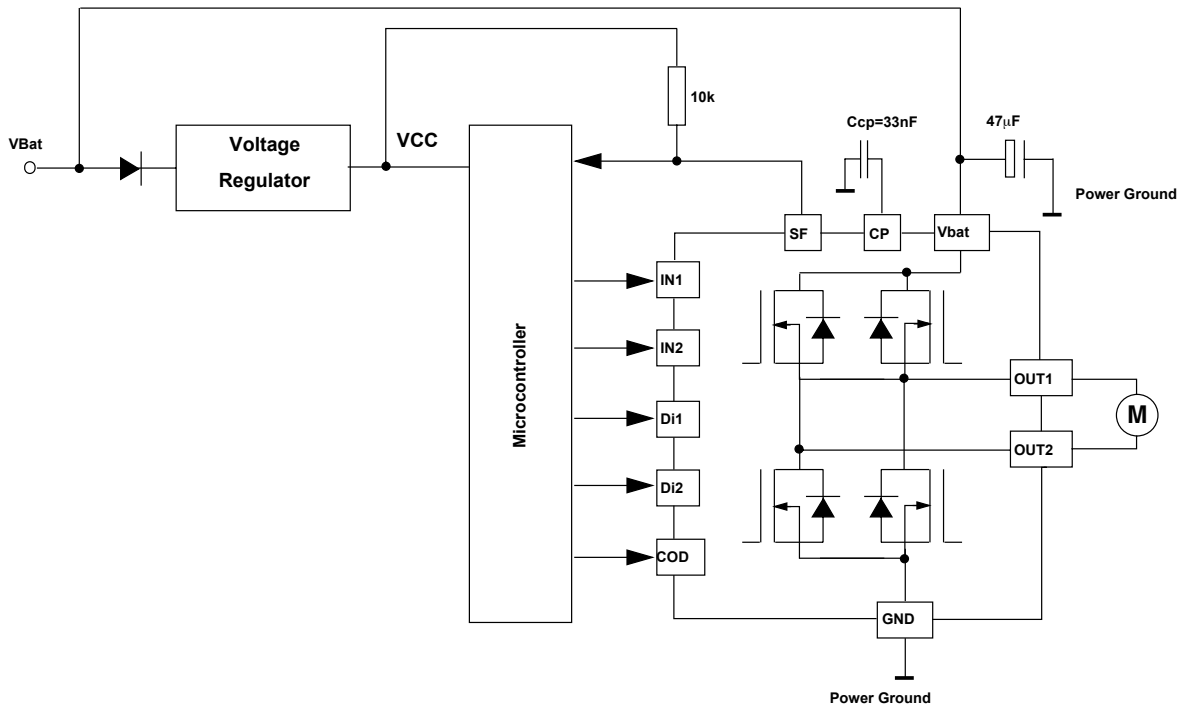 10k
Ccp=33nF
47μF
VBat
Voltage
Regulator
VCC
Power Ground
SF
CP
Vbat
IN1
IN2
Di1
Di2
COD
Microcontroller
OUT1
OUT2
M
GND
Power Ground